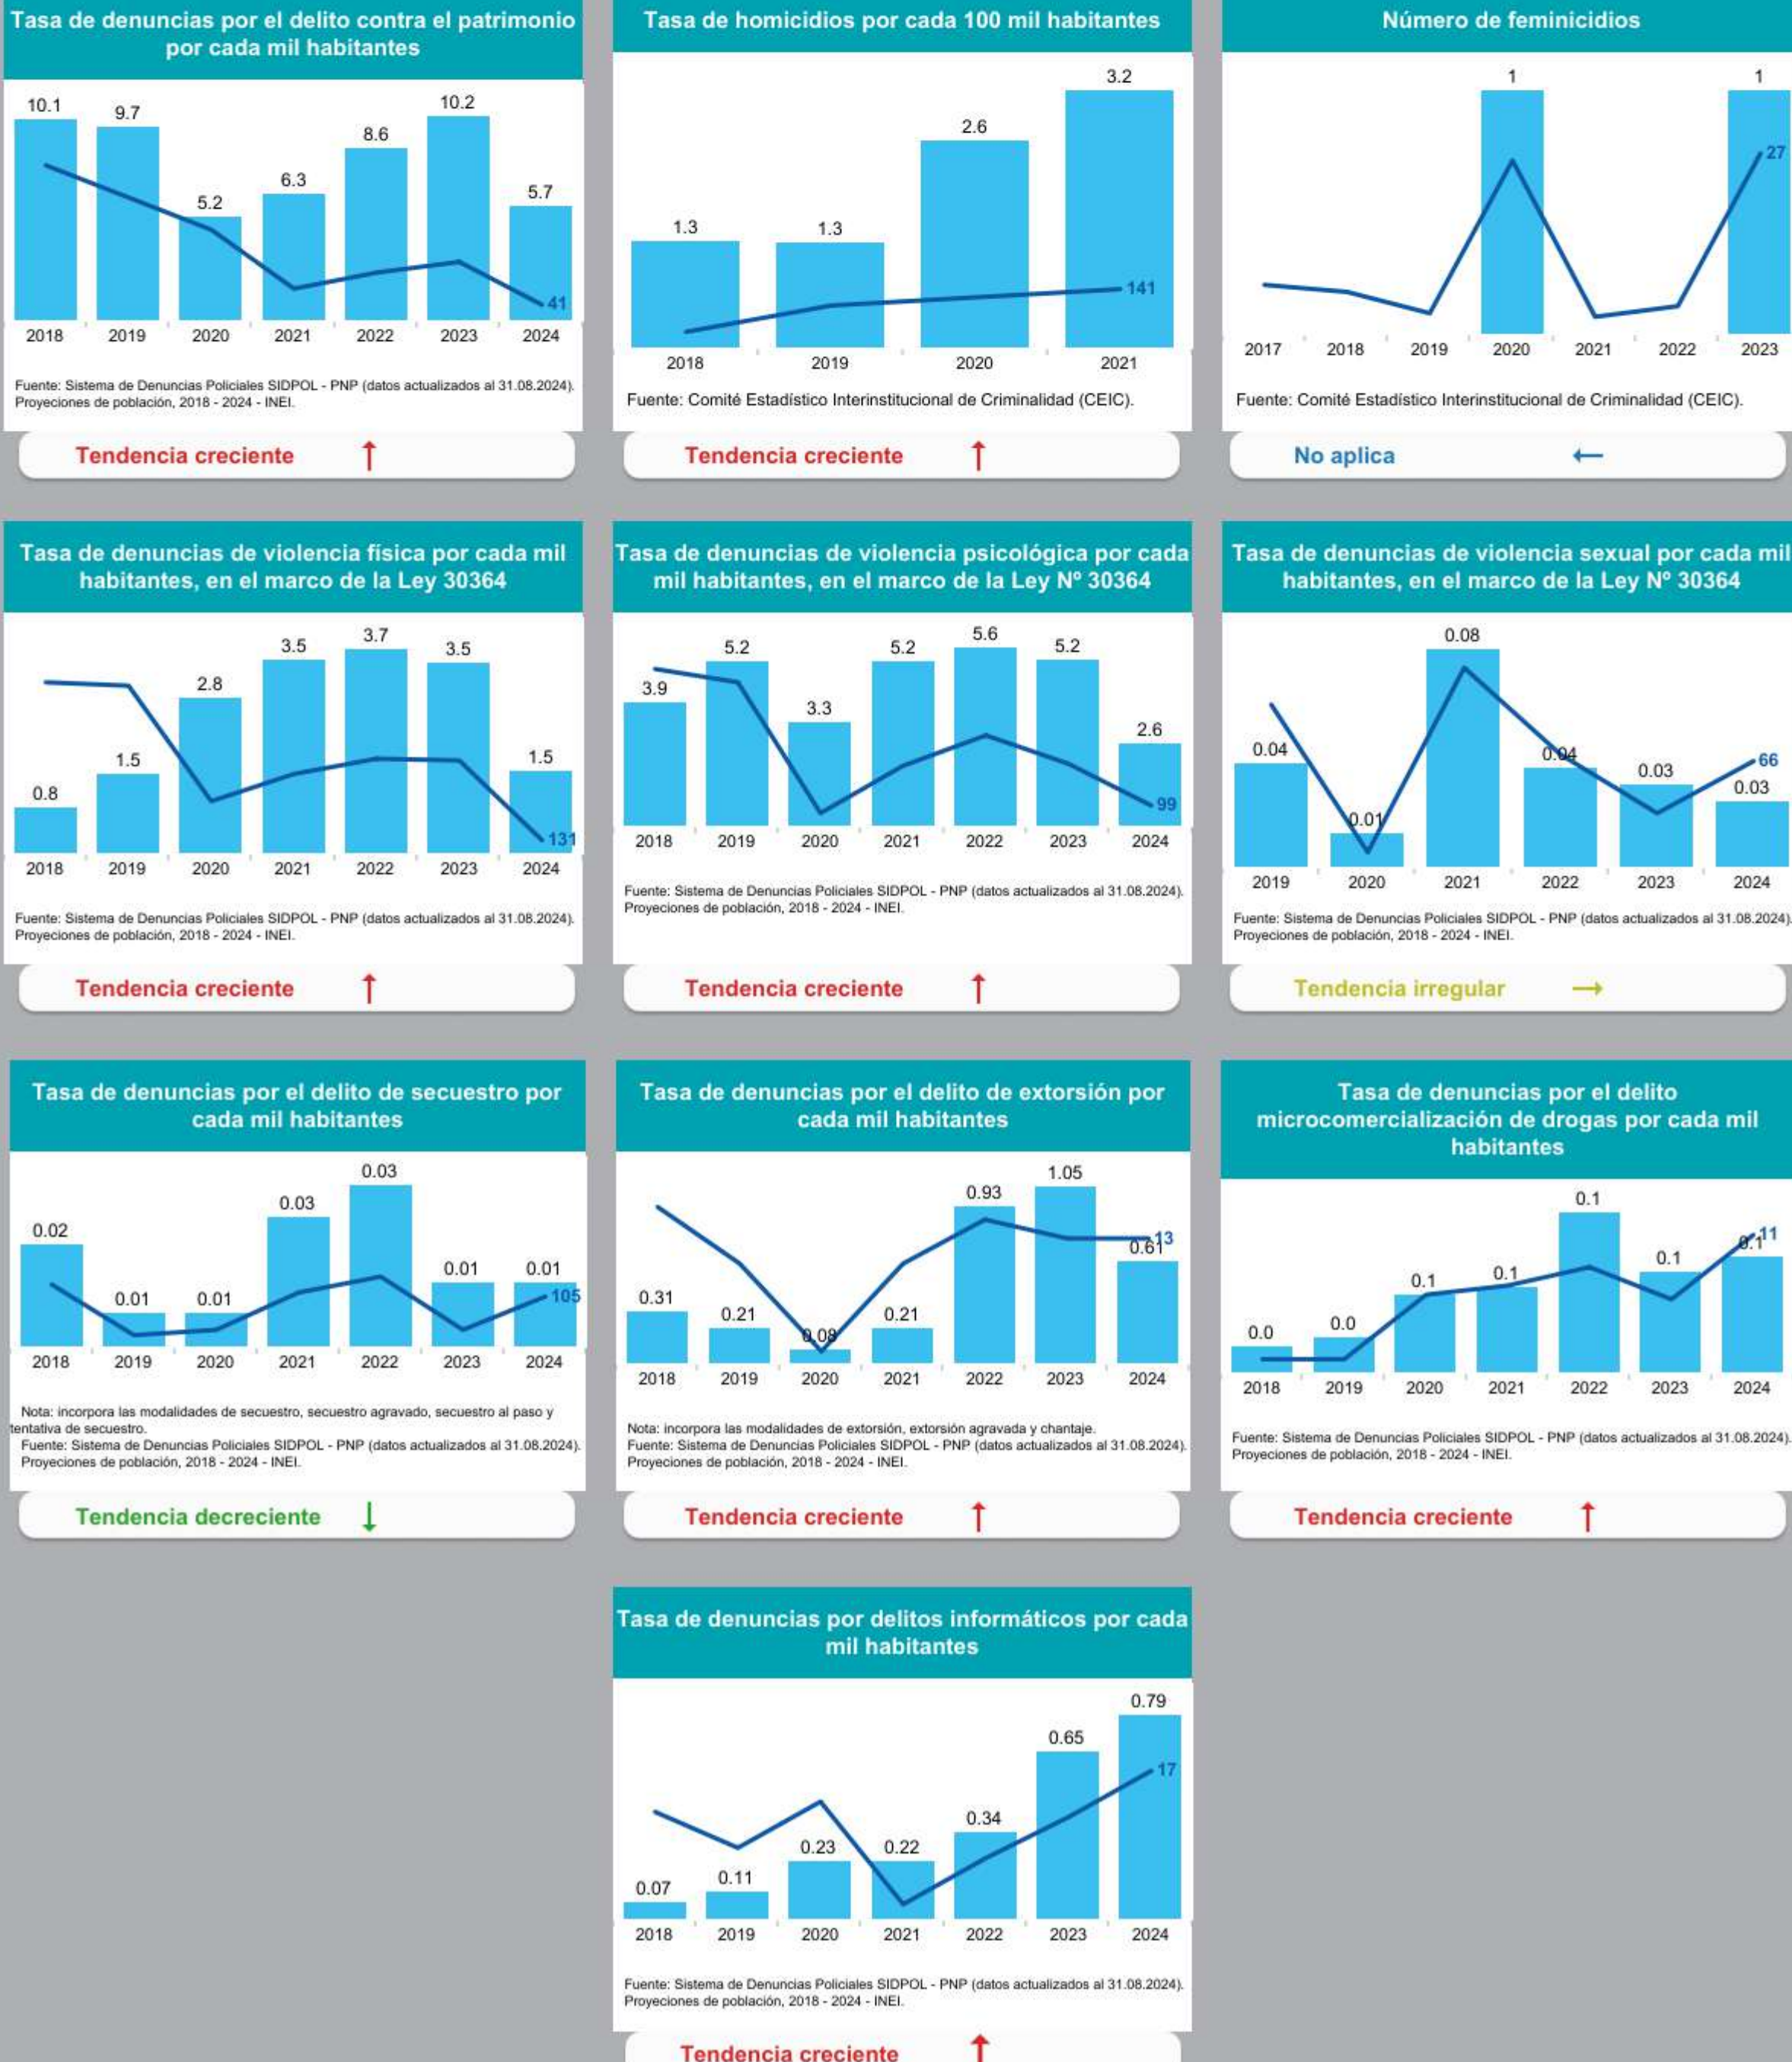 Tasa de denuncias por el delito contra el patrimonio
por cada mil habitantes
10.1
9.7
5.2
6.3
8.6
10.2
5.7
41
2018
2019
2020
2021
2022
2023
2024
Fuente: Sistema de Denuncias Policiales SIDPOL - PNP (datos actualizados al 31.08.2024).
Proyeciones de población, 2018 - 2024 - INEI.
Tendencia creciente
Tasa de homicidios por cada 100 mil habitantes
1.3
1.3
2.6
3.2
141
2018
2019
2020
2021
Fuente: Comité Estadístico Interinstitucional de Criminalidad (CEIC).
Tendencia creciente
Número de feminicidios
1
1
27
2017
2018
2019
2020
2021
2022
2023
Fuente: Comité Estadístico Interinstitucional de Criminalidad (CEIC).
No aplica
Tasa de denuncias de violencia física por cada mil
habitantes, en el marco de la Ley 30364
0.8
1.5
2.8
3.5
3.7
3.5
1.5
131
2018
2019
2020
2021
2022
2023
2024
Fuente: Sistema de Denuncias Policiales SIDPOL - PNP (datos actualizados al 31.08.2024).
Proyeciones de población, 2018 - 2024 - INEI.
Tendencia creciente
Tasa de denuncias de violencia psicológica por cada
mil habitantes, en el marco de la Ley Nº 30364
3.9
5.2
3.3
5.2
5.6
5.2
2.6
99
2018
2019
2020
2021
2022
2023
2024
Fuente: Sistema de Denuncias Policiales SIDPOL - PNP (datos actualizados al 31.08.2024).
Proyeciones de población, 2018 - 2024 - INEI.
Tendencia creciente
Tasa de denuncias de violencia sexual por cada mil
habitantes, en el marco de la Ley Nº 30364
0.04
0.01
0.08
0.04
0.03
0.03
66
2019
2020
2021
2022
2023
2024
Fuente: Sistema de Denuncias Policiales SIDPOL - PNP (datos actualizados al 31.08.2024).
Proyeciones de población, 2018 - 2024 - INEI.
Tendencia irregular
Tasa de denuncias por el delito de secuestro por
cada mil habitantes
0.02
0.01
0.01
0.03
0.03
0.01
0.01
105
2018
2019
2020
2021
2022
2023
2024
Nota: incorpora las modalidades de secuestro, secuestro agravado, secuestro al paso y
tentativa de secuestro.
Fuente: Sistema de Denuncias Policiales SIDPOL - PNP (datos actualizados al 31.08.2024).
Proyeciones de población, 2018 - 2024 - INEI.
Tendencia decreciente
Tasa de denuncias por el delito de extorsión por
cada mil habitantes
0.31
0.21
0.08
0.21
0.93
1.05
0.61
13
2018
2019
2020
2021
2022
2023
2024
Nota: incorpora las modalidades de extorsión, extorsión agravada y chantaje.
Fuente: Sistema de Denuncias Policiales SIDPOL - PNP (datos actualizados al 31.08.2024).
Proyeciones de población, 2018 - 2024 - INEI.
Tendencia creciente
Tasa de denuncias por el delito
microcomercialización de drogas por cada mil
habitantes
0.0
0.0
0.1
0.1
0.1
0.1
0.1
11
2018
2019
2020
2021
2022
2023
2024
Fuente: Sistema de Denuncias Policiales SIDPOL - PNP (datos actualizados al 31.08.2024).
Proyeciones de población, 2018 - 2024 - INEI.
Tendencia creciente
Tasa de denuncias por delitos informáticos por cada
mil habitantes
0.07
0.11
0.23
0.22
0.34
0.65
0.79
17
2018
2019
2020
2021
2022
2023
2024
Fuente: Sistema de Denuncias Policiales SIDPOL - PNP (datos actualizados al 31.08.2024).
Proyeciones de población, 2018 - 2024 - INEI.
Tendencia creciente